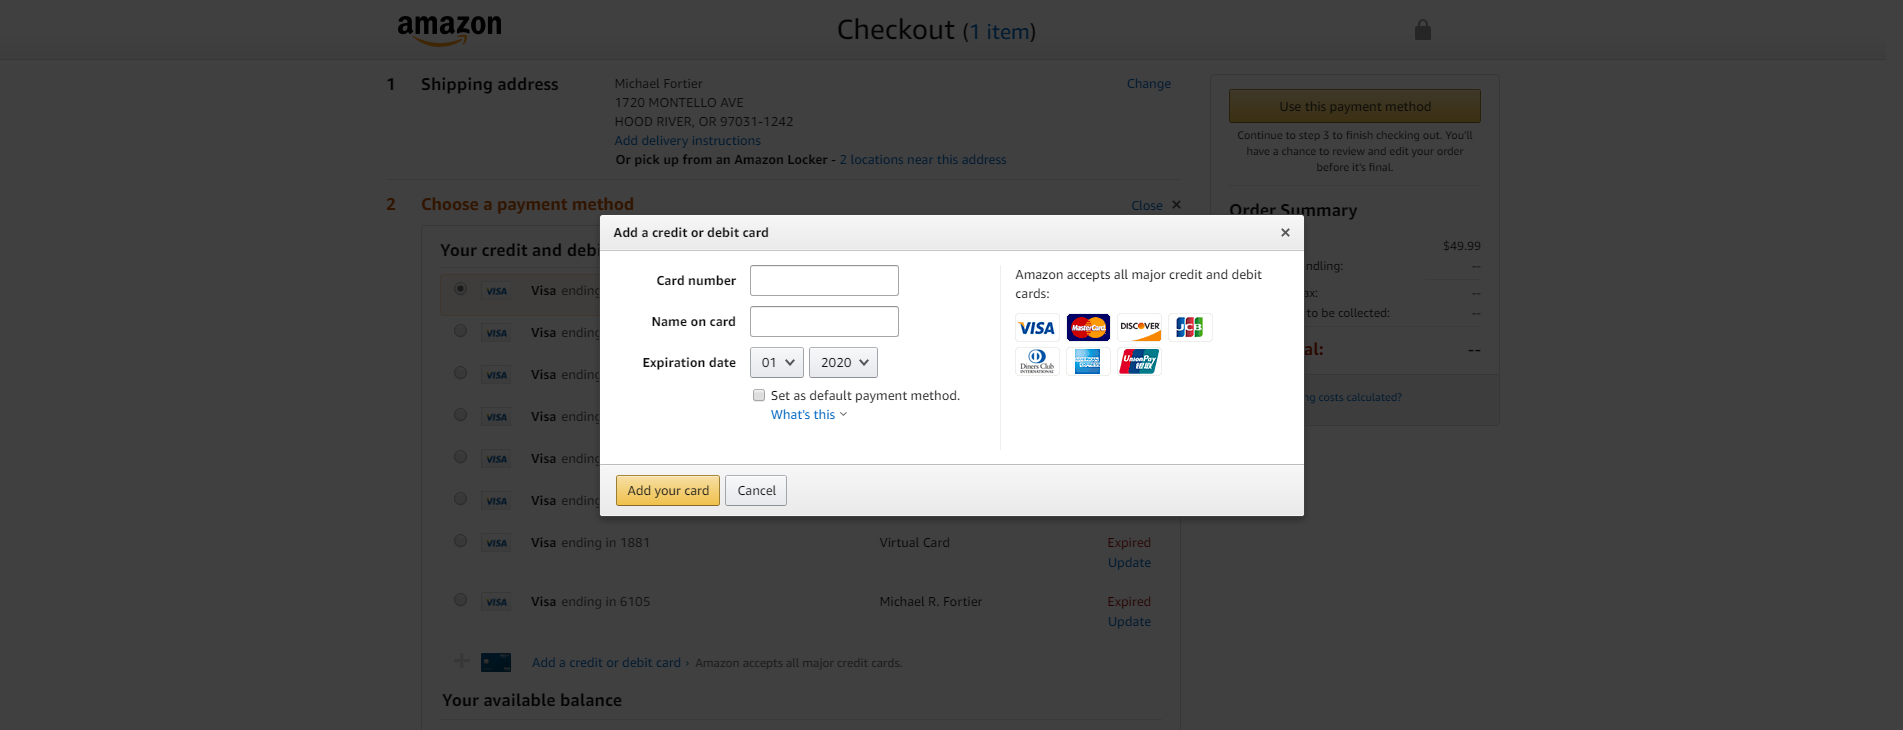 amazon
Checkout (1 item)
1 Shipping address
Michael Fortier
1720 MONTELLO AVE
HOOD RIVER, OR 97031-1242
Add delivery instructions
Or pick up from an Amazon Locker - 2 locations near this address
Change
Use this payment method
Continue to step 3 to finish checking out. You'll
have a chance to review and edit your order
before it's final.
2 Choose a payment method
Close ×
Order Summary
$49.99
ndling: --
--
to be collected: --
al: --
ng costs calculated?
Your credit and debi
VISA Visa ending
VISA Visa ending
VISA Visa ending
VISA Visa ending
VISA Visa ending
VISA Visa ending
VISA Visa ending in 1881 Virtual Card Expired
Update
VISA Visa ending in 6105 Michael R. Fortier Expired
Update
Add a credit or debit card › Amazon accepts all major credit cards.
Your available balance
Add a credit or debit card ×
Card number
Name on card
Expiration date 01 2020
Set as default payment method.
What's this
Amazon accepts all major credit and debit
cards:
VISA MasterCard DISCOVER JCB
Diners Club INTERNATIONAL AMERICAN EXPRESS UnionPay 银联
Add your card Cancel